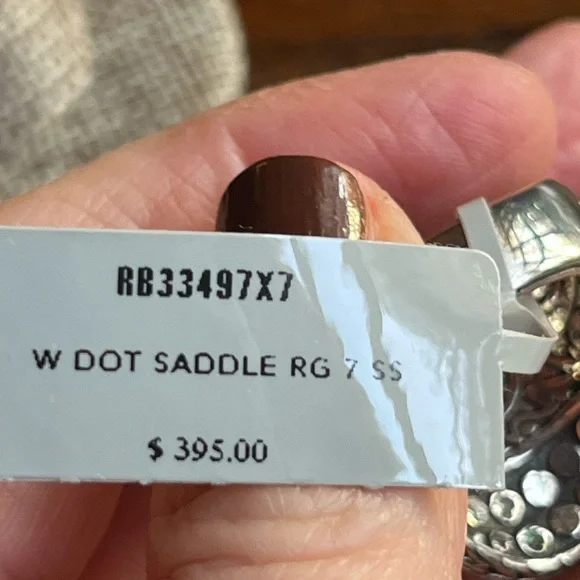 RB33497X7
W DOT SADDLE RG 7 SS
$ 395.00